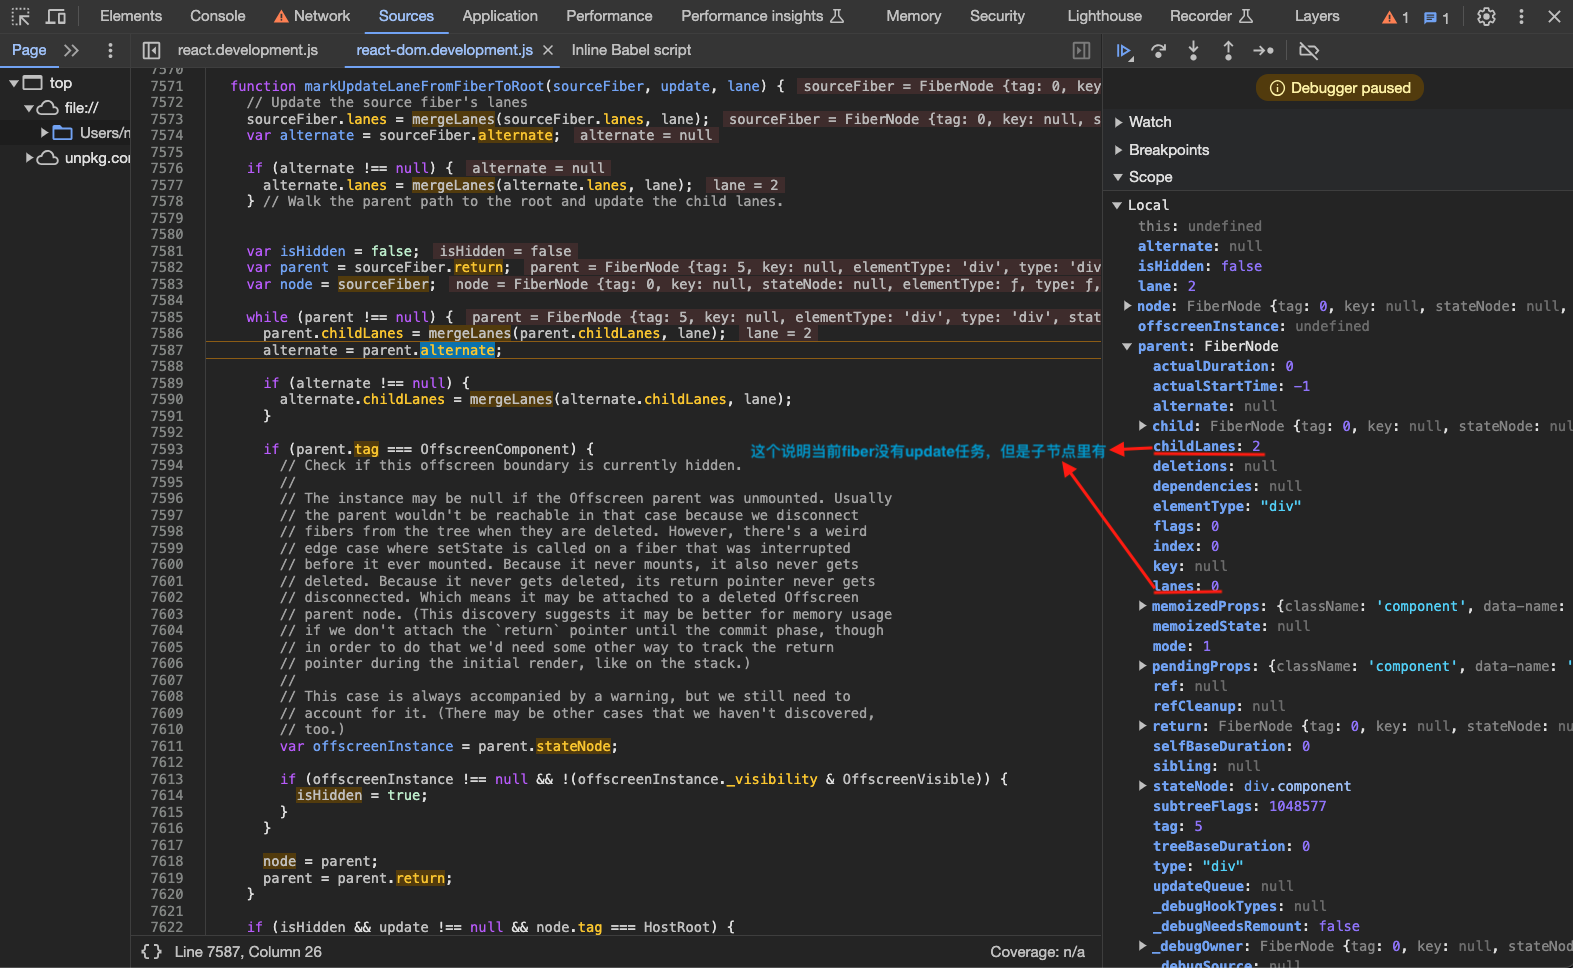 Elements Console Network Sources Application Performance Performance insights Memory Security Lighthouse Recorder Layers 1 1
Page react.development.js react-dom.development.js Inline Babel script
top
file://
Users/
unpkg.co
7570
7571 function markUpdateLaneFromFiberToRoot(sourceFiber, update, lane) { sourceFiber = FiberNode {tag: 0, key
7572 // Update the source fiber's lanes
7573 sourceFiber.lanes = mergeLanes(sourceFiber.lanes, lane); sourceFiber = FiberNode {tag: 0, key: null, s
7574 var alternate = sourceFiber.alternate; alternate = null
7575
7576 if (alternate !== null) { alternate = null
7577 alternate.lanes = mergeLanes(alternate.lanes, lane); lane = 2
7578 } // Walk the parent path to the root and update the child lanes.
7579
7580
7581 var isHidden = false; isHidden = false
7582 var parent = sourceFiber.return; parent = FiberNode {tag: 5, key: null, elementType: 'div', type: 'div
7583 var node = sourceFiber; node = FiberNode {tag: 0, key: null, stateNode: null, elementType: ƒ, type: ƒ,
7584
7585 while (parent !== null) { parent = FiberNode {tag: 5, key: null, elementType: 'div', type: 'div', stat
7586 parent.childLanes = mergeLanes(parent.childLanes, lane); lane = 2
7587 alternate = parent.alternate;
7588
7589 if (alternate !== null) {
7590 alternate.childLanes = mergeLanes(alternate.childLanes, lane);
7591 }
7592
7593 if (parent.tag === OffscreenComponent) {
7594 // Check if this offscreen boundary is currently hidden.
7595 //
7596 // The instance may be null if the Offscreen parent was unmounted. Usually
7597 // the parent wouldn't be reachable in that case because we disconnect
7598 // fibers from the tree when they are deleted. However, there's a weird
7599 // edge case where setState is called on a fiber that was interrupted
7600 // before it ever mounted. Because it never mounts, it also never gets
7601 // deleted. Because it never gets deleted, its return pointer never gets
7602 // disconnected. Which means it may be attached to a deleted Offscreen
7603 // parent node. (This discovery suggests it may be better for memory usage
7604 // if we don't attach the `return` pointer until the commit phase, though
7605 // in order to do that we'd need some other way to track the return
7606 // pointer during the initial render, like on the stack.)
7607 //
7608 // This case is always accompanied by a warning, but we still need to
7609 // account for it. (There may be other cases that we haven't discovered,
7610 // too.)
7611 var offscreenInstance = parent.stateNode;
7612
7613 if (offscreenInstance !== null && !(offscreenInstance._visibility & OffscreenVisible)) {
7614 isHidden = true;
7615 }
7616 }
7617
7618 node = parent;
7619 parent = parent.return;
7620 }
7621
7622 if (isHidden && update !== null && node.tag === HostRoot) {
这个说明当前fiber没有update任务，但是子节点里有
{} Line 7587, Column 26 Coverage: n/a
Debugger paused
Watch
Breakpoints
Scope
Local
this: undefined
alternate: null
isHidden: false
lane: 2
node: FiberNode {tag: 0, key: null, stateNode: null,
offscreenInstance: undefined
parent: FiberNode
actualDuration: 0
actualStartTime: -1
alternate: null
child: FiberNode {tag: 0, key: null, stateNode: nul
childLanes: 2
deletions: null
dependencies: null
elementType: "div"
flags: 0
index: 0
key: null
lanes: 0
memoizedProps: {className: 'component', data-name:
memoizedState: null
mode: 1
pendingProps: {className: 'component', data-name: '
ref: null
refCleanup: null
return: FiberNode {tag: 0, key: null, stateNode: nu
selfBaseDuration: 0
sibling: null
stateNode: div.component
subtreeFlags: 1048577
tag: 5
treeBaseDuration: 0
type: "div"
updateQueue: null
_debugHookTypes: null
_debugNeedsRemount: false
_debugOwner: FiberNode {tag: 0, key: null, stateNod
_debugSource: null